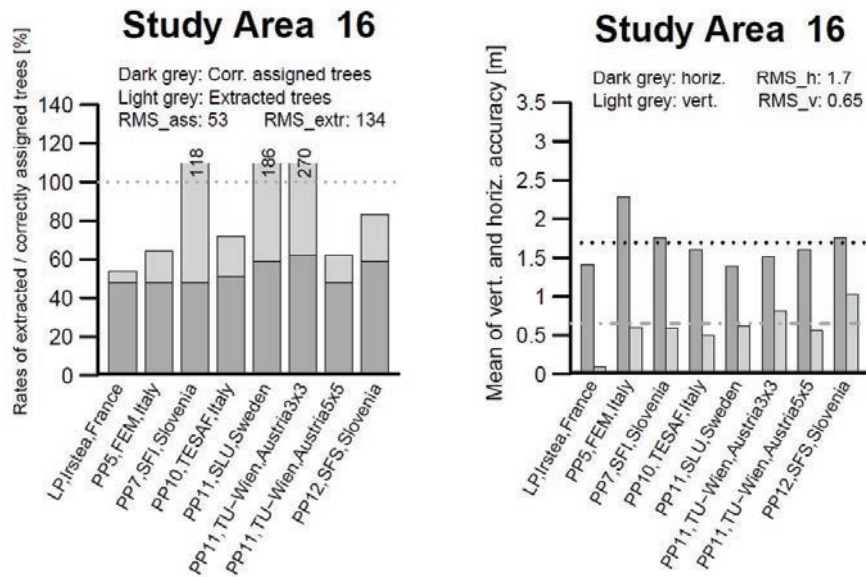 Study Area 16
Dark grey: Corr. assigned trees
Light grey: Extracted trees
RMS_ass: 53 RMS_extr: 134
Rates of extracted / correctly assigned trees [%]
140
120
100
80
60
40
20
0
118
186
270
LP,Irstea,France
PP5,FEM,Italy
PP7,SFI,Slovenia
PP10,TESAF,Italy
PP11,SLU,Sweden
PP11,TU-Wien,Austria3x3
PP11,TU-Wien,Austria5x5
PP12,SFS,Slovenia
Study Area 16
Dark grey: horiz. RMS_h: 1.7
Light grey: vert. RMS_v: 0.65
Mean of vert. and horiz. accuracy [m]
3.5
3
2.5
2
1.5
1
0.5
0
LP,Irstea,France
PP5,FEM,Italy
PP7,SFI,Slovenia
PP10,TESAF,Italy
PP11,SLU,Sweden
PP11,TU-Wien,Austria3x3
PP11,TU-Wien,Austria5x5
PP12,SFS,Slovenia